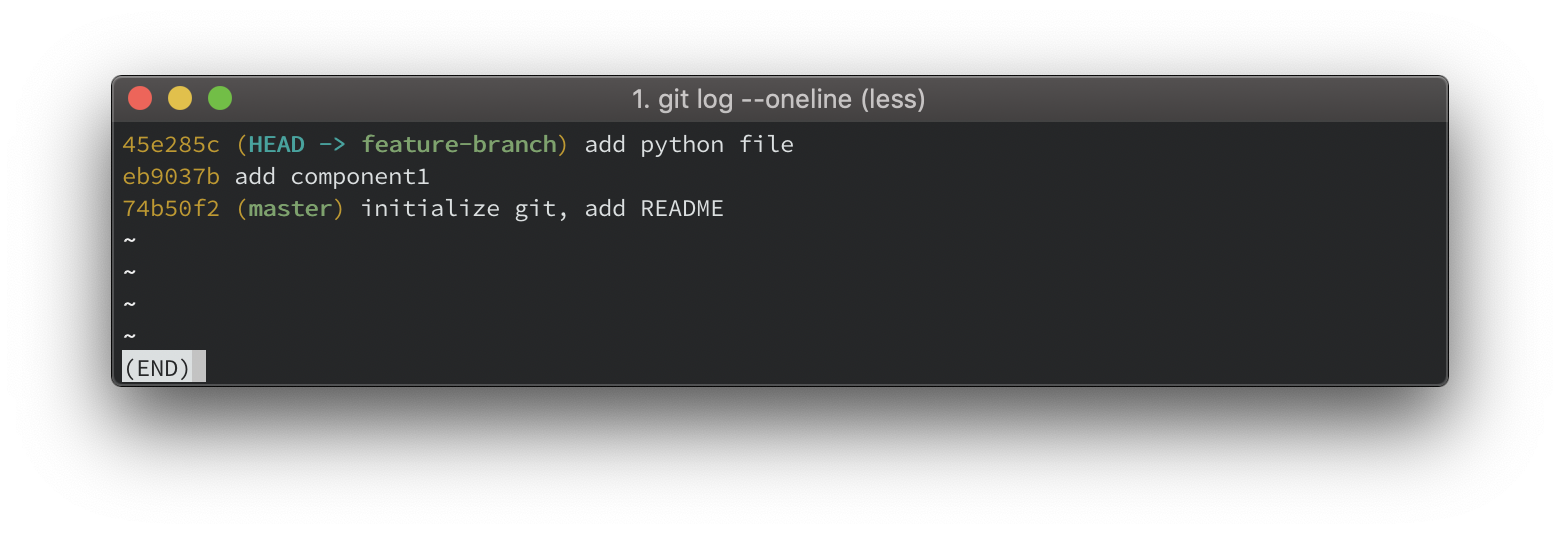 1. git log --oneline (less)
45e285c (HEAD -> feature-branch) add python file
eb9037b add component1
74b50f2 (master) initialize git, add README
~
~
~
~
(END)